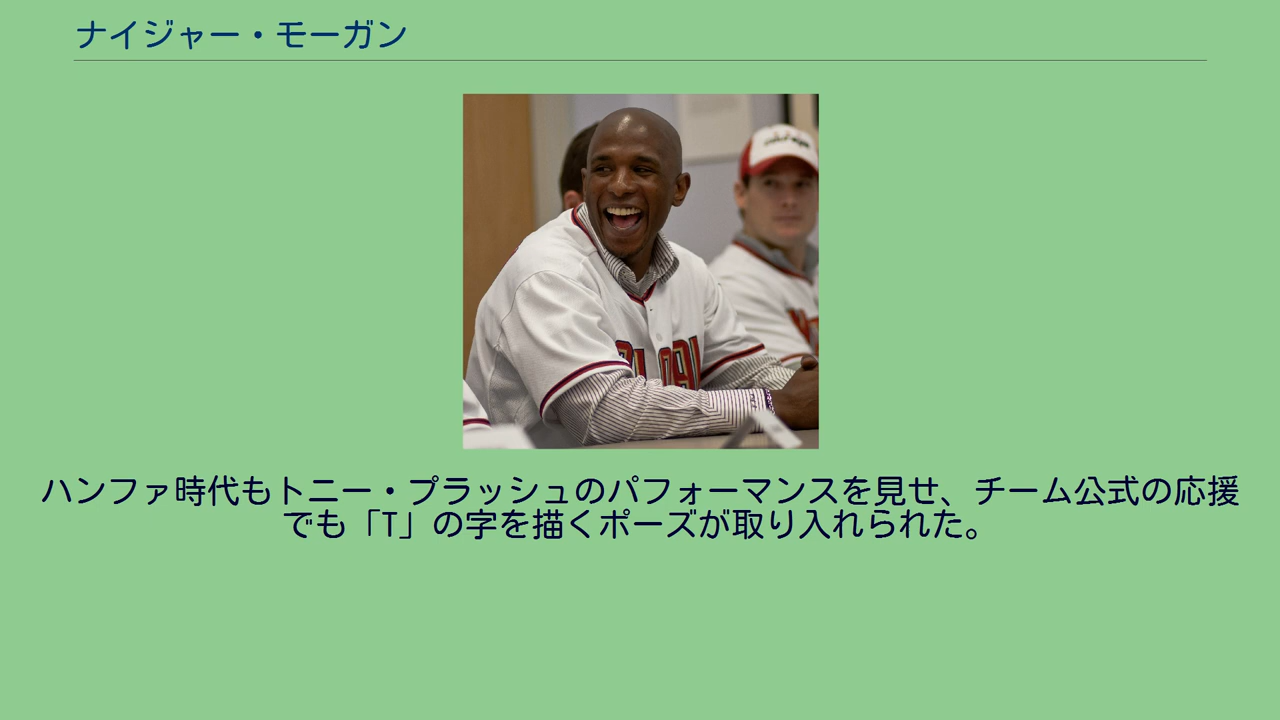 ナイジャー・モーガン
ハンファ時代もトニー・プラッシュのパフォーマンスを見せ、チーム公式の応援
でも「T」の字を描くポーズが取り入れられた。